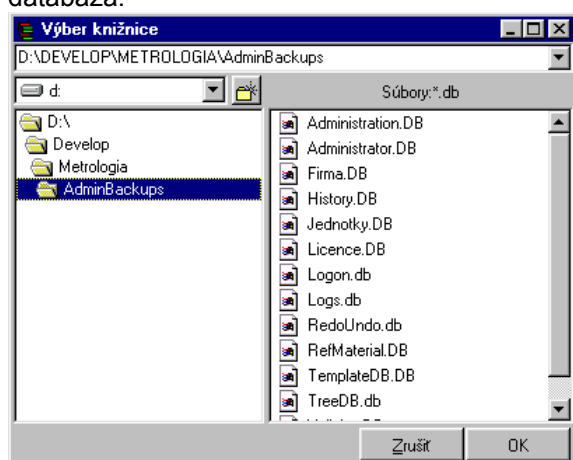 databáza.
Výber knižnice
D:\DEVELOP\METROLOGIA\AdminBackups
d:
Súbory:*.db
D:\
Develop
Metrologia
AdminBackups
Administration.DB
Administrator.DB
Firma.DB
History.DB
Jednotky.DB
Licence.DB
Logon.db
Logs.db
RedoUndo.db
RefMaterial.DB
TemplateDB.DB
TreeDB.db
Zrušiť
OK